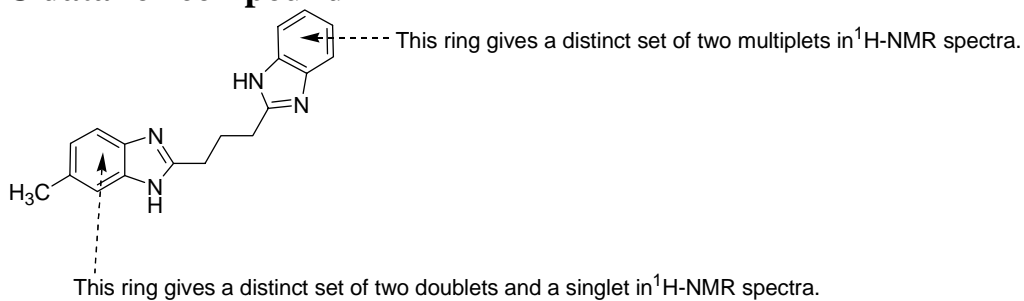 This ring gives a distinct set of two multiplets in ¹H-NMR spectra.
HN
N
N
N
H
H₃C
This ring gives a distinct set of two doublets and a singlet in ¹H-NMR spectra.